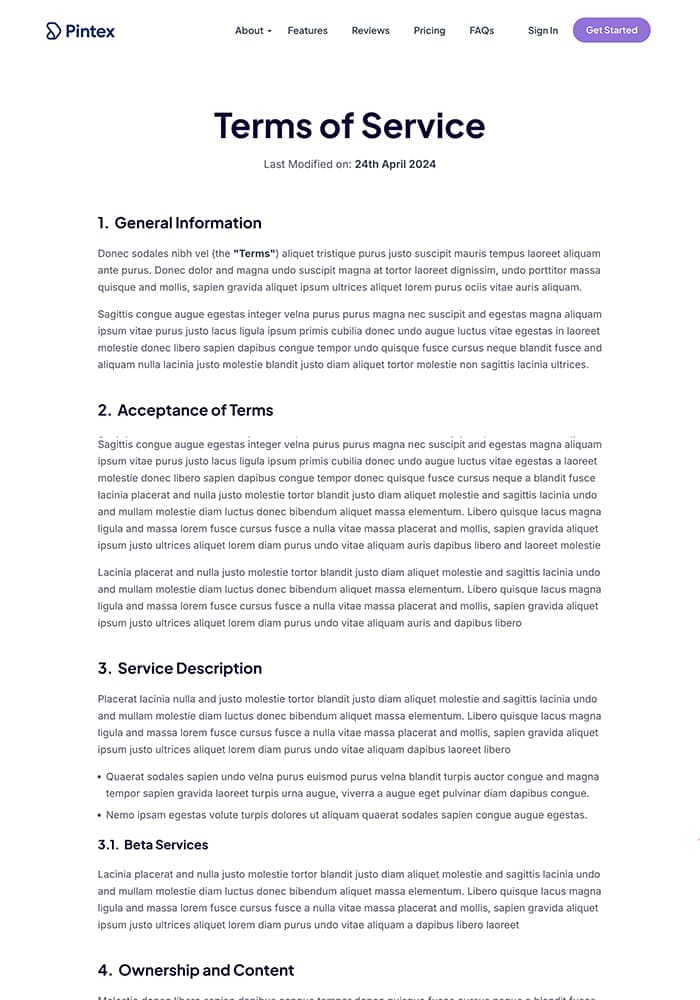 Pintex
About
Features
Reviews
Pricing
FAQs
Sign In
Get Started
Terms of Service
Last Modified on: 24th April 2024
1. General Information
Donec sodales nibh vel (the "Terms") aliquet tristique purus justo suscipit mauris tempus laoreet aliquam
ante purus. Donec dolor and magna undo suscipit magna at tortor laoreet dignissim, undo porttitor massa
quisque and mollis, sapien gravida aliquet ipsum ultrices aliquet lorem purus ociis vitae auris aliquam.
Sagittis congue augue egestas integer velna purus purus magna nec suscipit and egestas magna aliquam
ipsum vitae purus justo lacus ligula ipsum primis cubilia donec undo augue luctus vitae egestas in laoreet
molestie donec libero sapien dapibus congue tempor undo quisque fusce cursus neque blandit fusce and
aliquam nulla lacinia justo molestie blandit justo diam aliquet tortor molestie non sagittis lacinia ultrices.
2. Acceptance of Terms
Sagittis congue augue egestas integer velna purus purus magna nec suscipit and egestas magna aliquam
ipsum vitae purus justo lacus ligula ipsum primis cubilia donec undo augue luctus vitae egestas a laoreet
molestie donec libero sapien dapibus congue tempor donec quisque fusce cursus neque a blandit fusce
lacinia placerat and nulla justo molestie tortor blandit justo diam aliquet molestie and sagittis lacinia undo
and mullam molestie diam luctus donec bibendum aliquet massa elementum. Libero quisque lacus magna
ligula and massa lorem fusce cursus fusce a nulla vitae massa placerat and mollis, sapien gravida aliquet
ipsum justo ultrices aliquet lorem diam purus undo vitae aliquam auris dapibus libero and laoreet molestie
Lacinia placerat and nulla justo molestie tortor blandit justo diam aliquet molestie and sagittis lacinia undo
and mullam molestie diam luctus donec bibendum aliquet massa elementum. Libero quisque lacus magna
ligula and massa lorem fusce cursus fusce a nulla vitae massa placerat and mollis, sapien gravida aliquet
ipsum justo ultrices aliquet lorem diam purus undo vitae aliquam auris and dapibus libero
3. Service Description
Placerat lacinia nulla and justo molestie tortor blandit justo diam aliquet molestie and sagittis lacinia undo
and mullam molestie diam luctus donec bibendum aliquet massa elementum. Libero quisque lacus magna
ligula and massa lorem fusce cursus fusce a nulla vitae massa placerat and mollis, sapien gravida aliquet
ipsum justo ultrices aliquet lorem diam purus undo vitae aliquam dapibus laoreet libero
• Quaerat sodales sapien undo velna purus euismod purus velna blandit turpis auctor congue and magna
tempor sapien gravida laoreet turpis urna augue, viverra a augue eget pulvinar diam dapibus congue.
• Nemo ipsam egestas volute turpis dolores ut aliquam quaerat sodales sapien congue augue egestas.
3.1. Beta Services
Lacinia placerat and nulla justo molestie tortor blandit justo diam aliquet molestie and sagittis lacinia undo
and mullam molestie diam luctus donec bibendum aliquet massa elementum. Libero quisque lacus magna
ligula and massa lorem fusce cursus fusce a nulla vitae massa placerat and mollis, sapien gravida aliquet
ipsum justo ultrices aliquet lorem diam purus undo vitae aliquam a dapibus libero laoreet
4. Ownership and Content